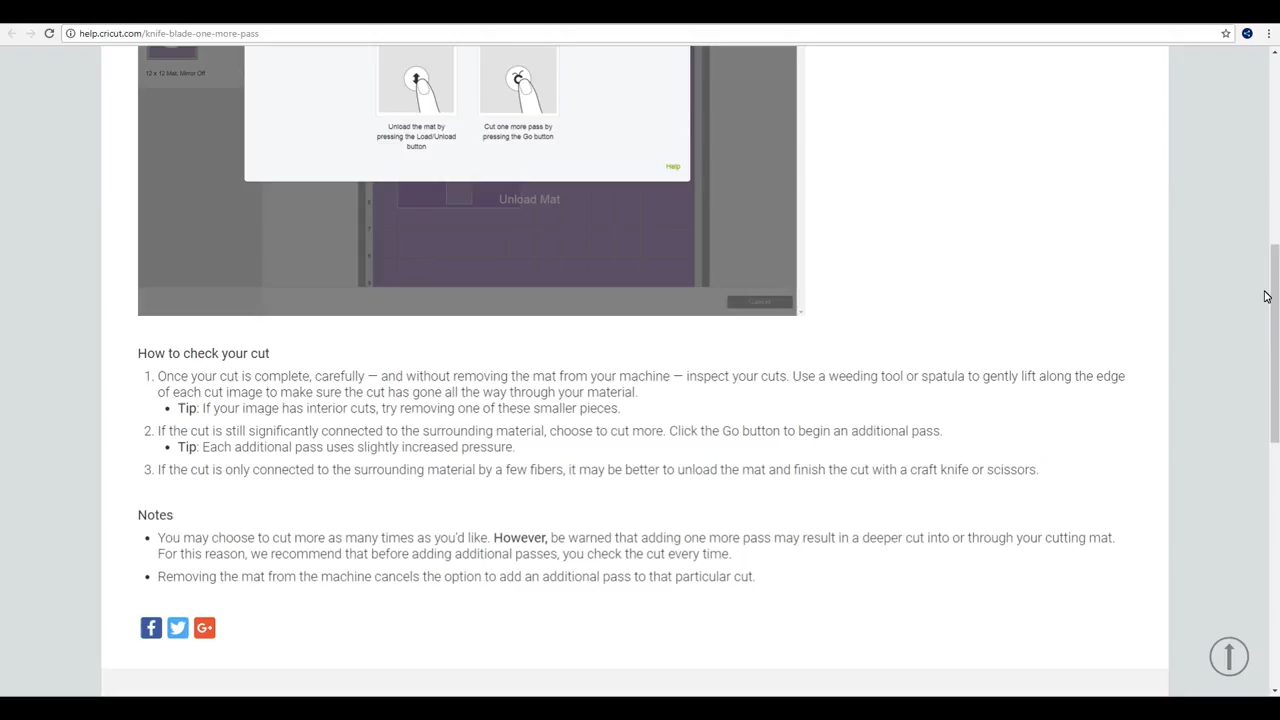 help.cricut.com/knife-blade-one-more-pass
12 x 12 Mat, Mirror Off
Unload the mat by
pressing the Load/Unload
button
Cut one more pass by
pressing the Go button
Help
Unload Mat
6
7
8
9
Cancel
How to check your cut
1. Once your cut is complete, carefully — and without removing the mat from your machine — inspect your cuts. Use a weeding tool or spatula to gently lift along the edge
of each cut image to make sure the cut has gone all the way through your material.
• Tip: If your image has interior cuts, try removing one of these smaller pieces.
2. If the cut is still significantly connected to the surrounding material, choose to cut more. Click the Go button to begin an additional pass.
• Tip: Each additional pass uses slightly increased pressure.
3. If the cut is only connected to the surrounding material by a few fibers, it may be better to unload the mat and finish the cut with a craft knife or scissors.
Notes
• You may choose to cut more as many times as you'd like. However, be warned that adding one more pass may result in a deeper cut into or through your cutting mat.
For this reason, we recommend that before adding additional passes, you check the cut every time.
• Removing the mat from the machine cancels the option to add an additional pass to that particular cut.